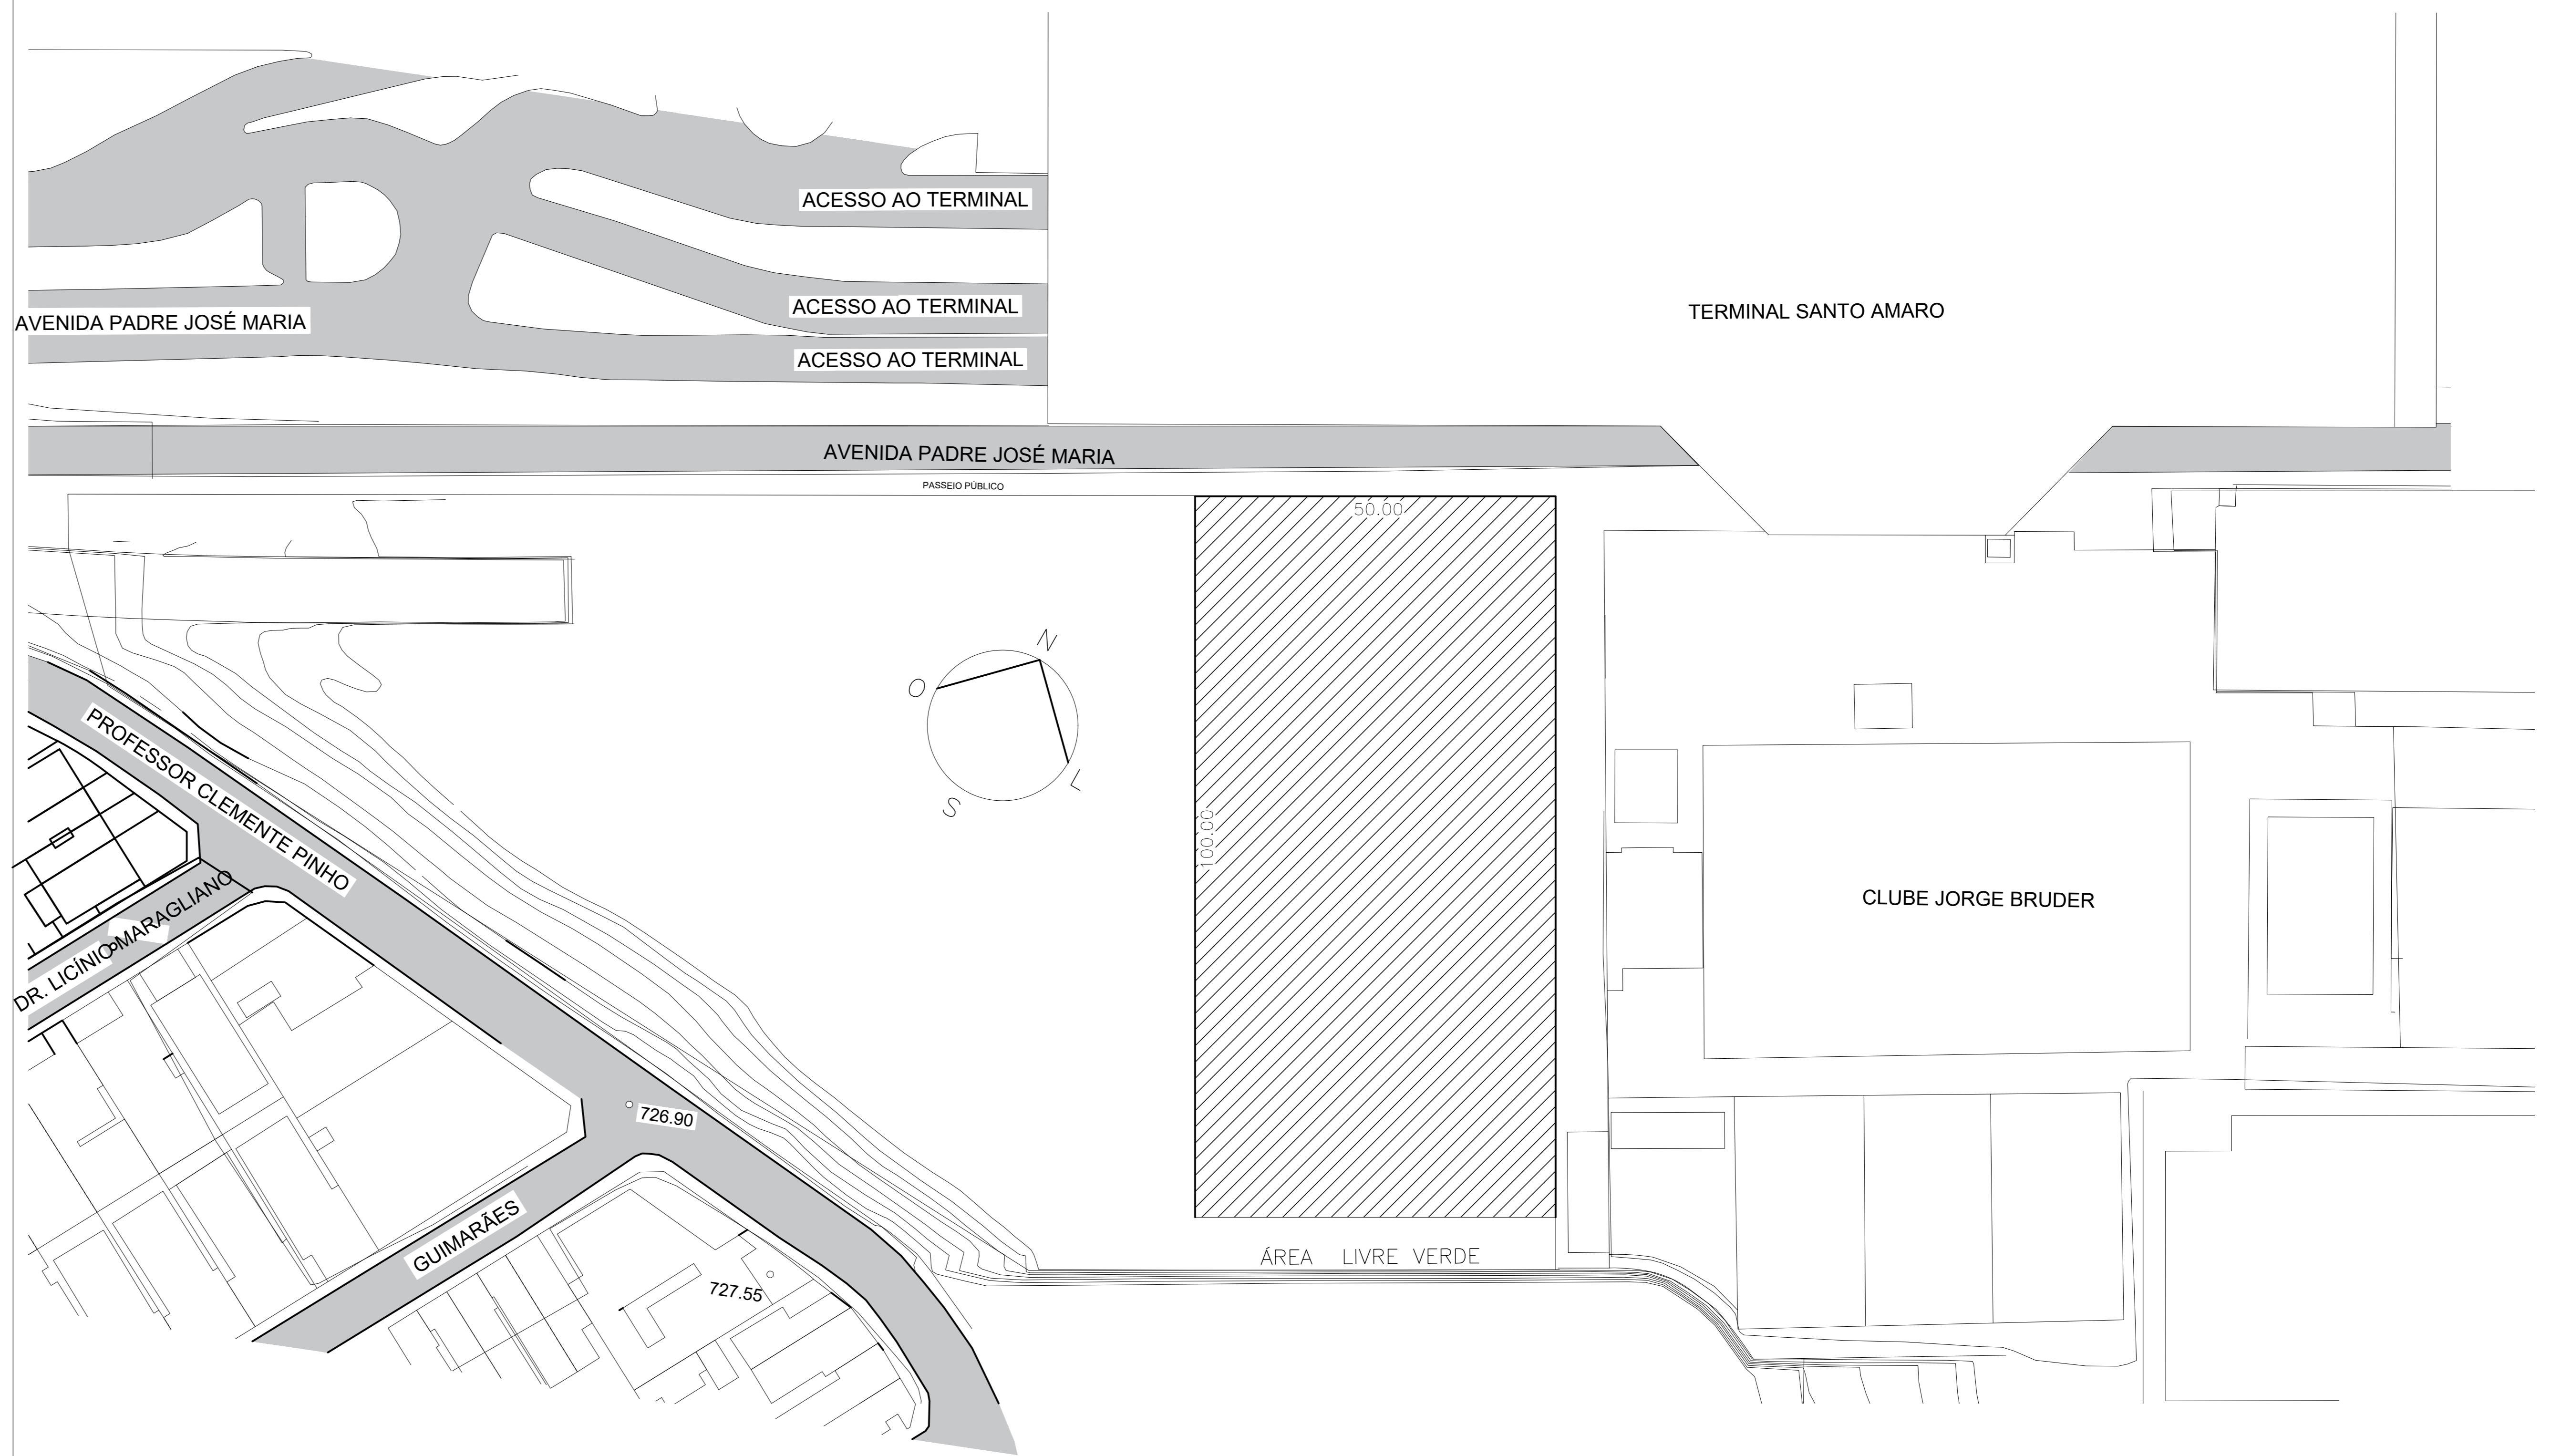 ACESSO AO TERMINAL
ACESSO AO TERMINAL
TERMINAL SANTO AMARO
AVENIDA PADRE JOSÉ MARIA
ACESSO AO TERMINAL
AVENIDA PADRE JOSÉ MARIA
PASSEIO PÚBLICO
50.00
N
O
L
S
PROFESSOR CLEMENTE PINHO
100.00
CLUBE JORGE BRUDER
DR. LICÍNIO MARAGLIANO
726.90
GUIMARÃES
ÁREA LIVRE VERDE
727.55